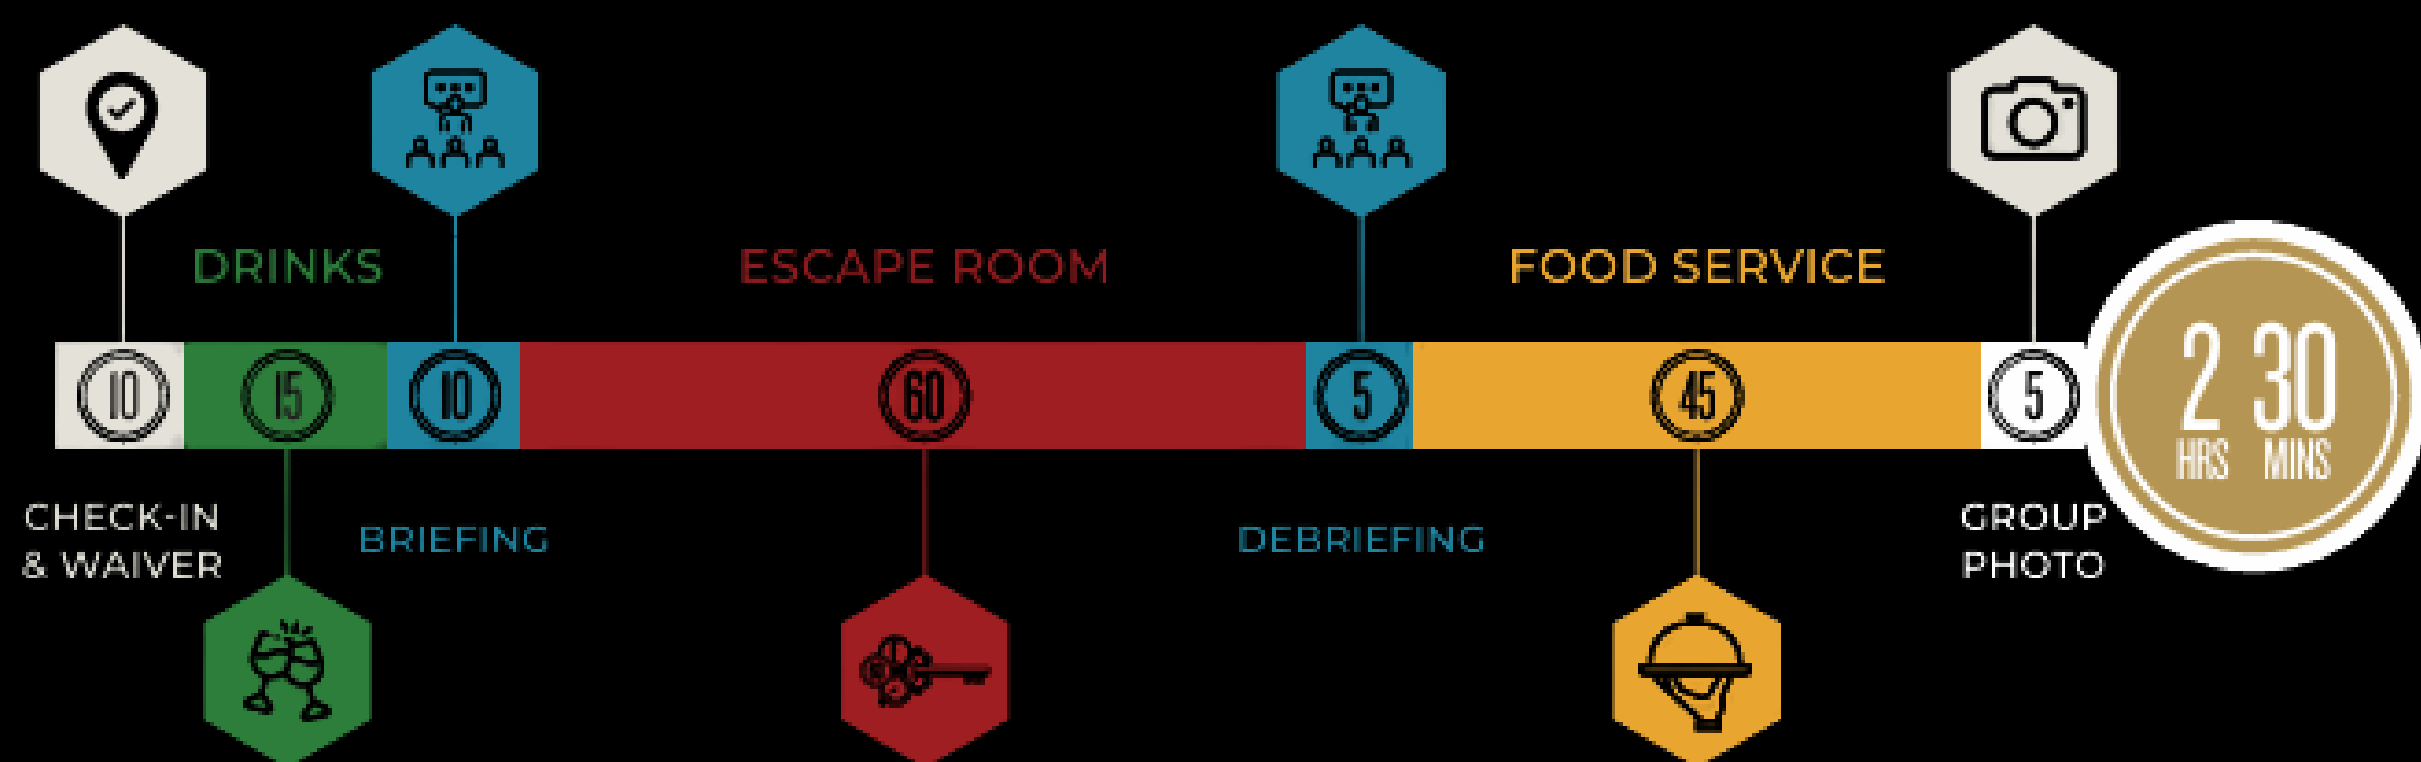 DRINKS
ESCAPE ROOM
FOOD SERVICE
10
15
10
60
5
45
5
2 30
HRS MINS
CHECK-IN
& WAIVER
BRIEFING
DEBRIEFING
GROUP
PHOTO